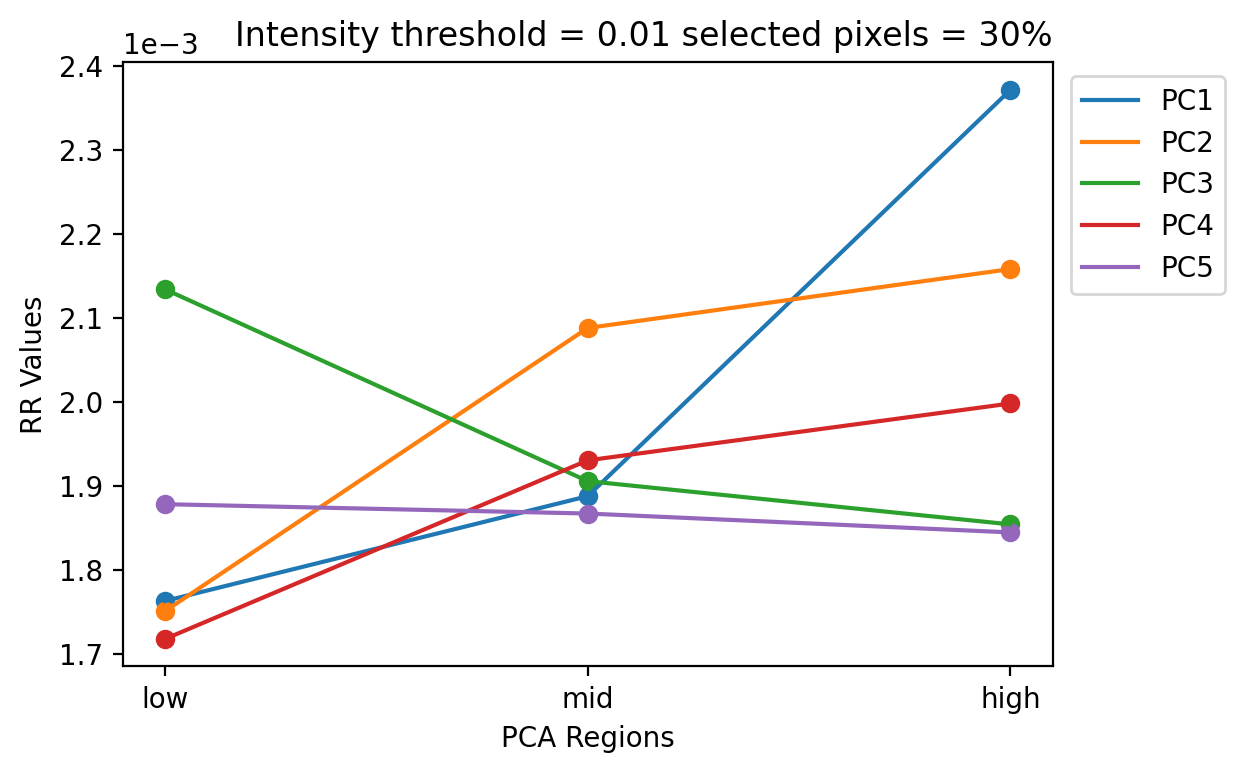 1e−3
Intensity threshold = 0.01 selected pixels = 30%
2.4
2.3
2.2
2.1
2.0
1.9
1.8
1.7
RR Values
low
mid
high
PCA Regions
PC1
PC2
PC3
PC4
PC5